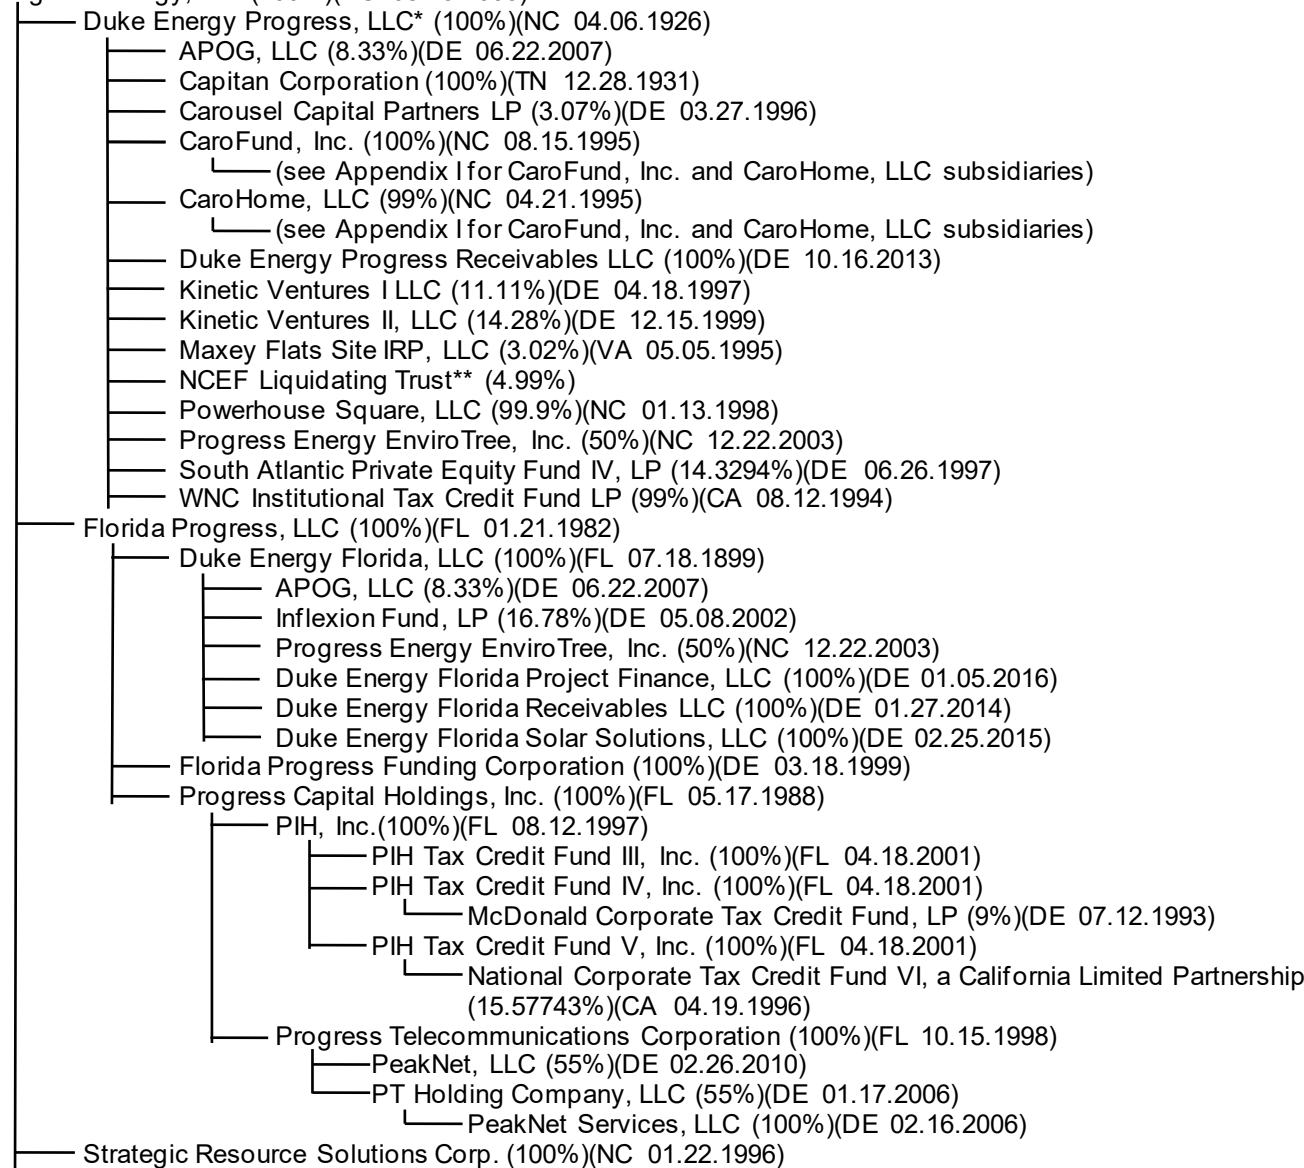 Duke Energy Progress, LLC* (100%)(NC 04.06.1926)
APOG, LLC (8.33%)(DE 06.22.2007)
Capitan Corporation (100%)(TN 12.28.1931)
Carousel Capital Partners LP (3.07%)(DE 03.27.1996)
CaroFund, Inc. (100%)(NC 08.15.1995)
(see Appendix I for CaroFund, Inc. and CaroHome, LLC subsidiaries)
CaroHome, LLC (99%)(NC 04.21.1995)
(see Appendix I for CaroFund, Inc. and CaroHome, LLC subsidiaries)
Duke Energy Progress Receivables LLC (100%)(DE 10.16.2013)
Kinetic Ventures I LLC (11.11%)(DE 04.18.1997)
Kinetic Ventures II, LLC (14.28%)(DE 12.15.1999)
Maxey Flats Site IRP, LLC (3.02%)(VA 05.05.1995)
NCEF Liquidating Trust** (4.99%)
Powerhouse Square, LLC (99.9%)(NC 01.13.1998)
Progress Energy EnviroTree, Inc. (50%)(NC 12.22.2003)
South Atlantic Private Equity Fund IV, LP (14.3294%)(DE 06.26.1997)
WNC Institutional Tax Credit Fund LP (99%)(CA 08.12.1994)
Florida Progress, LLC (100%)(FL 01.21.1982)
Duke Energy Florida, LLC (100%)(FL 07.18.1899)
APOG, LLC (8.33%)(DE 06.22.2007)
Inflexion Fund, LP (16.78%)(DE 05.08.2002)
Progress Energy EnviroTree, Inc. (50%)(NC 12.22.2003)
Duke Energy Florida Project Finance, LLC (100%)(DE 01.05.2016)
Duke Energy Florida Receivables LLC (100%)(DE 01.27.2014)
Duke Energy Florida Solar Solutions, LLC (100%)(DE 02.25.2015)
Florida Progress Funding Corporation (100%)(DE 03.18.1999)
Progress Capital Holdings, Inc. (100%)(FL 05.17.1988)
PIH, Inc.(100%)(FL 08.12.1997)
PIH Tax Credit Fund III, Inc. (100%)(FL 04.18.2001)
PIH Tax Credit Fund IV, Inc. (100%)(FL 04.18.2001)
McDonald Corporate Tax Credit Fund, LP (9%)(DE 07.12.1993)
PIH Tax Credit Fund V, Inc. (100%)(FL 04.18.2001)
National Corporate Tax Credit Fund VI, a California Limited Partnership
(15.57743%)(CA 04.19.1996)
Progress Telecommunications Corporation (100%)(FL 10.15.1998)
PeakNet, LLC (55%)(DE 02.26.2010)
PT Holding Company, LLC (55%)(DE 01.17.2006)
PeakNet Services, LLC (100%)(DE 02.16.2006)
Strategic Resource Solutions Corp. (100%)(NC 01.22.1996)